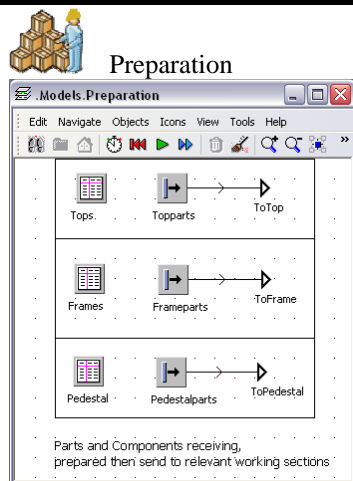 Preparation
.Models.Preparation
Edit Navigate Objects Icons View Tools Help
»
Tops. Topparts ToTop
Frames Frameparts ToFrame
Pedestal Pedestalparts ToPedestal
Parts and Components receiving,
prepared then send to relevant working sections